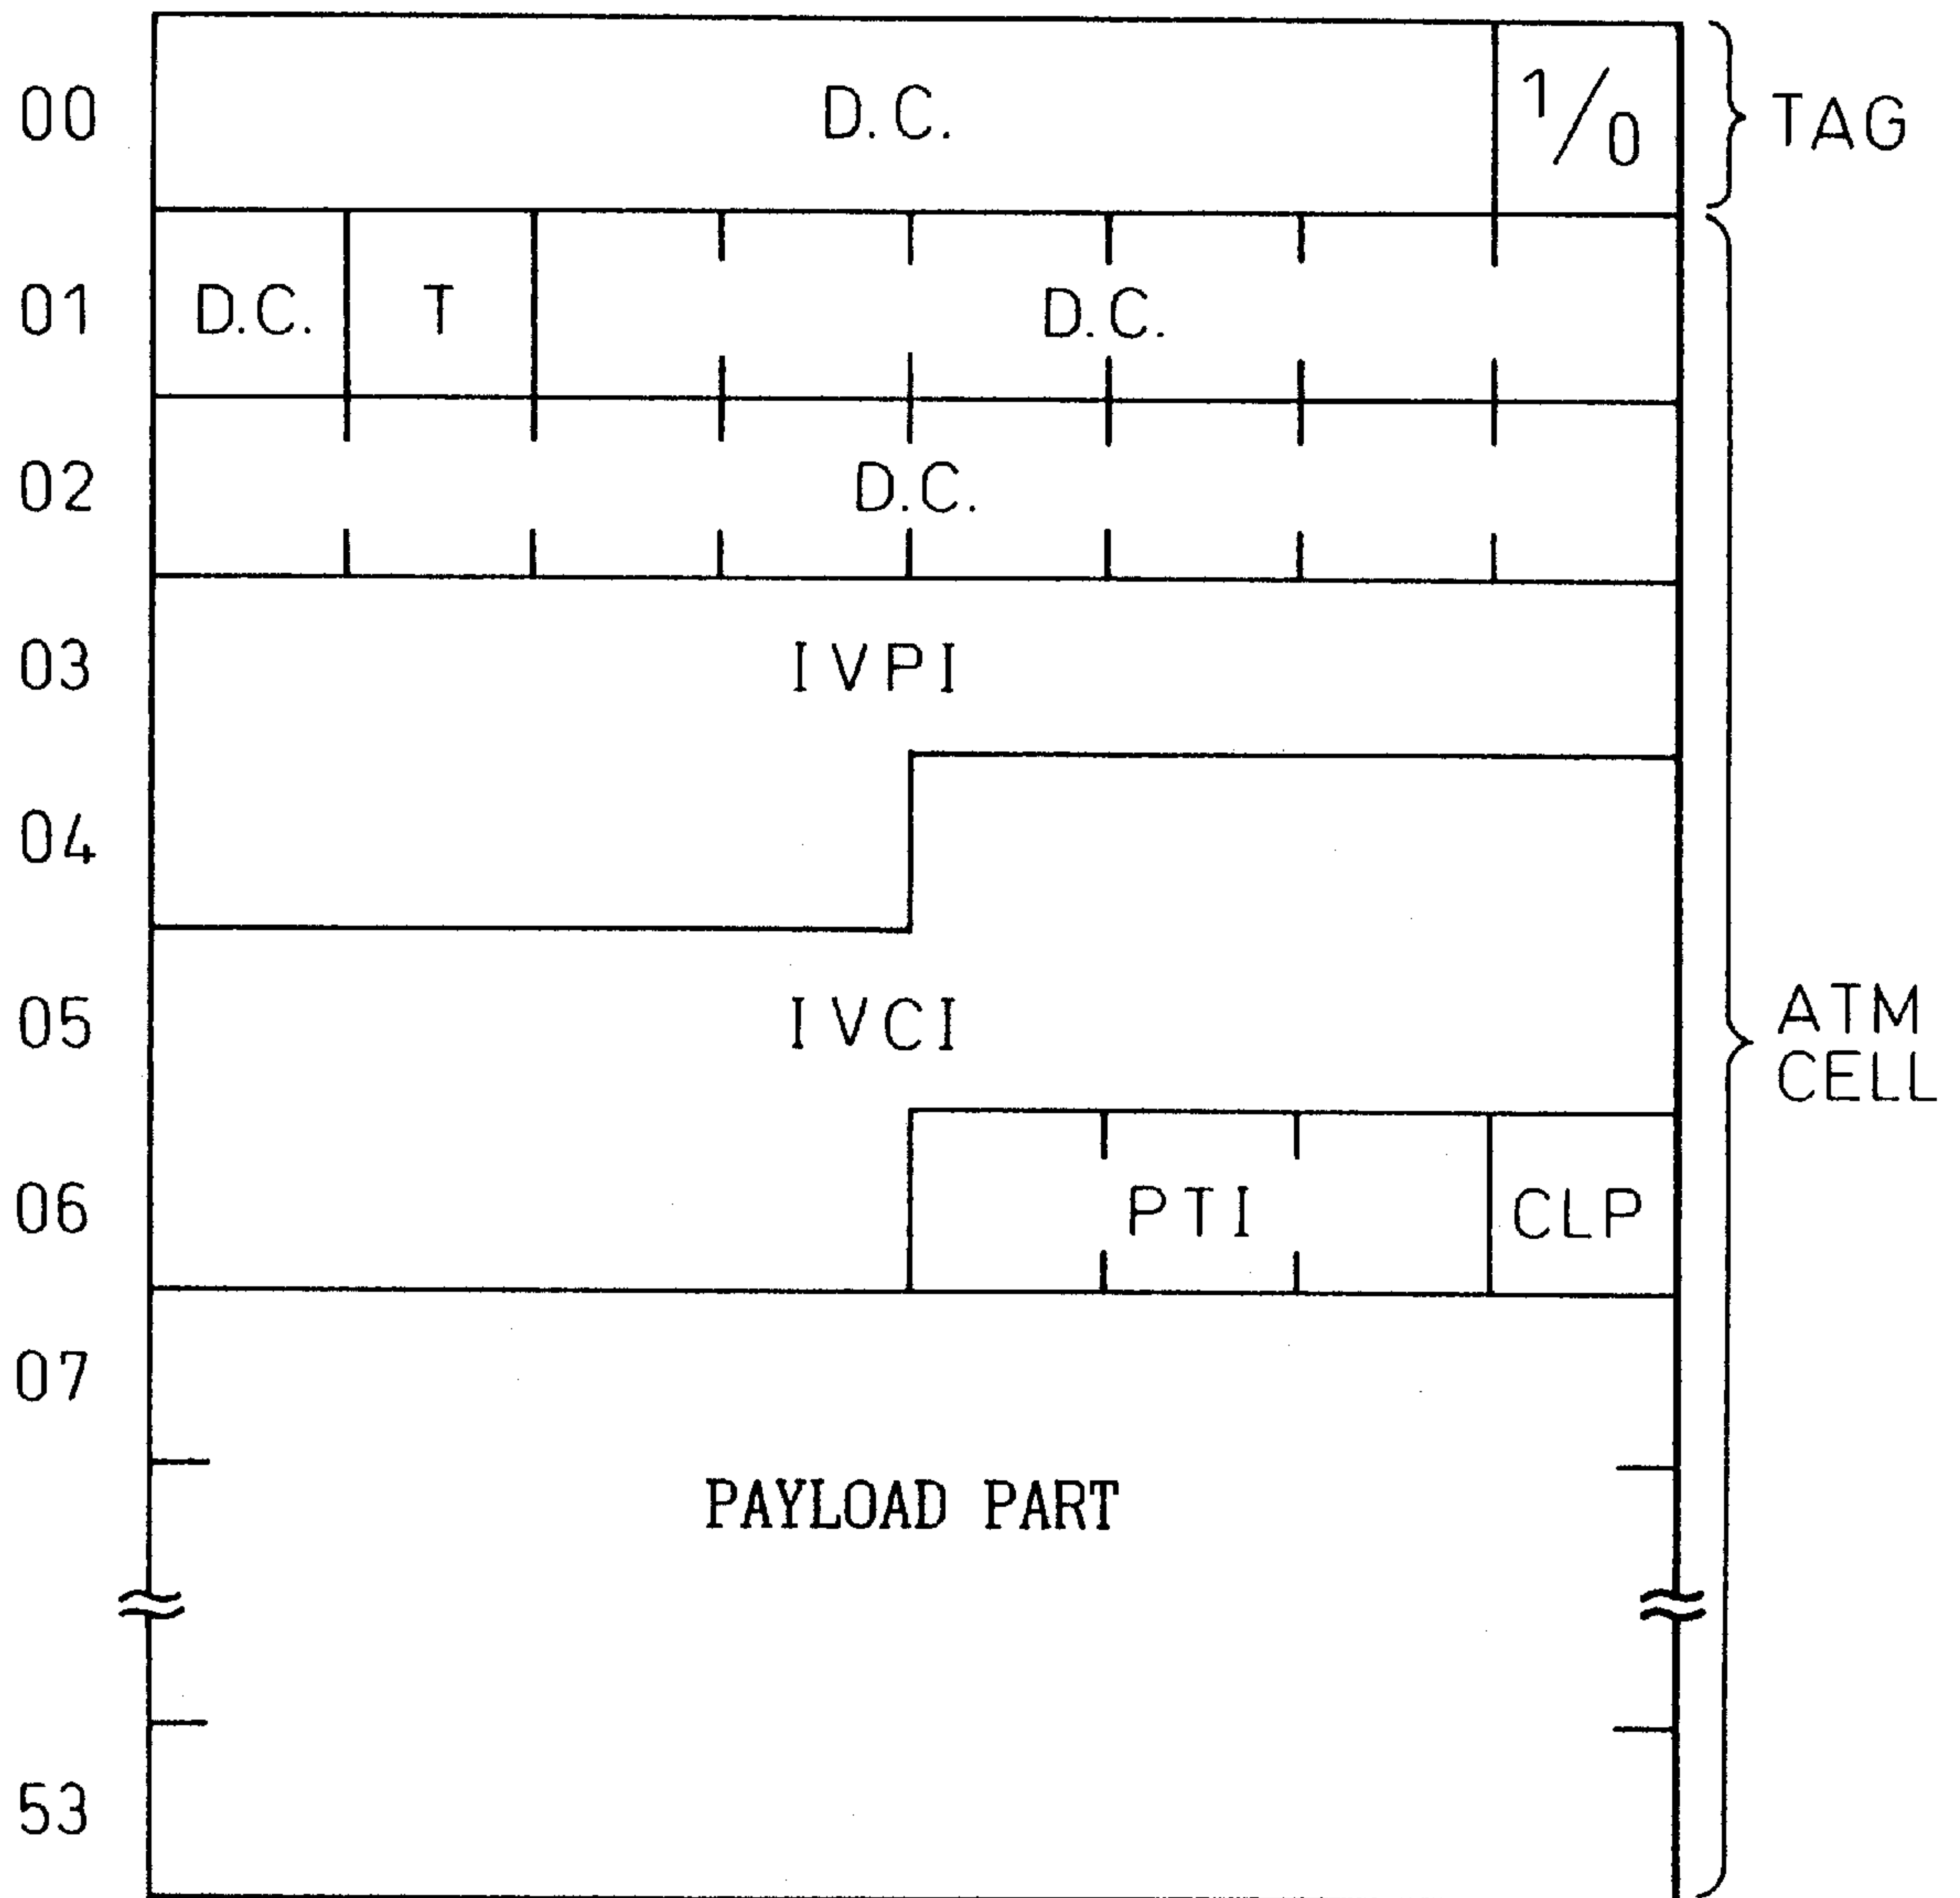 00 D.C. 1/0 TAG
01 D.C. T D.C.
02 D.C.
03 IVPI
04
05 IVCI ATM
CELL
06 PTI CLP
07
PAYLOAD PART
53